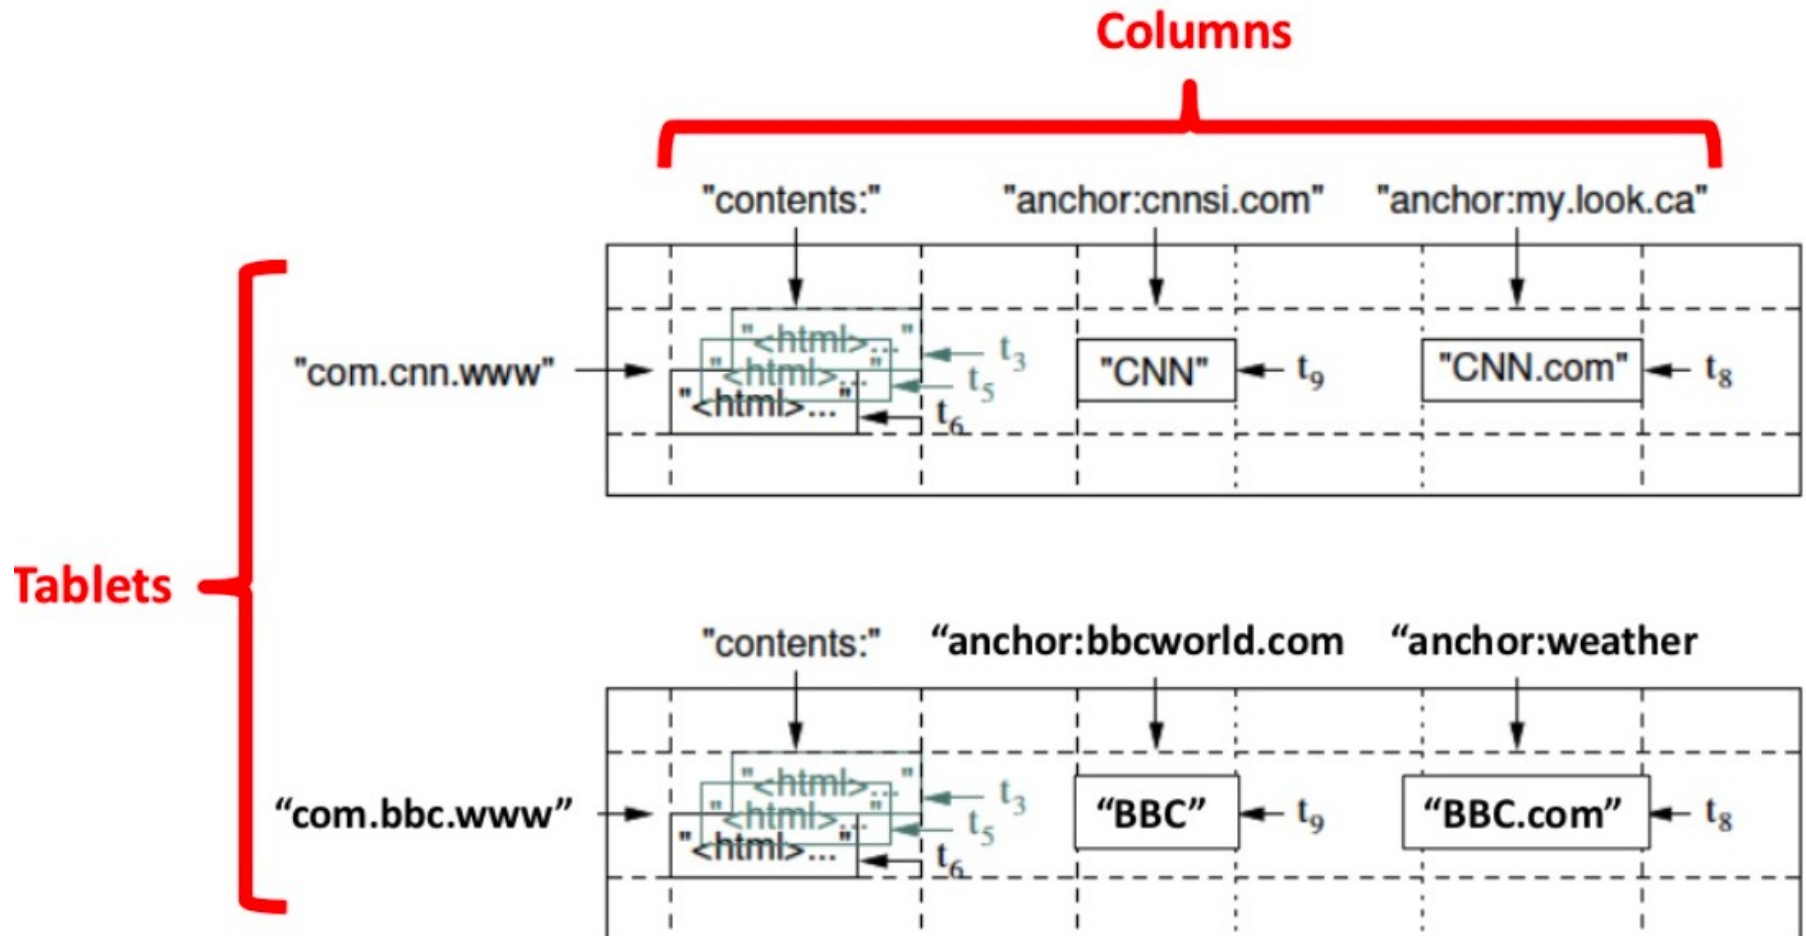 Columns
"contents:" "anchor:cnnsi.com" "anchor:my.look.ca"
"<html>..." t3
"com.cnn.www" "<html>..." t5 "CNN" t9 "CNN.com" t8
"<html>..." t6
Tablets
"contents:" “anchor:bbcworld.com “anchor:weather
"<html>..." t3
“com.bbc.www” "<html>..." t5 “BBC” t9 “BBC.com” t8
"<html>..." t6